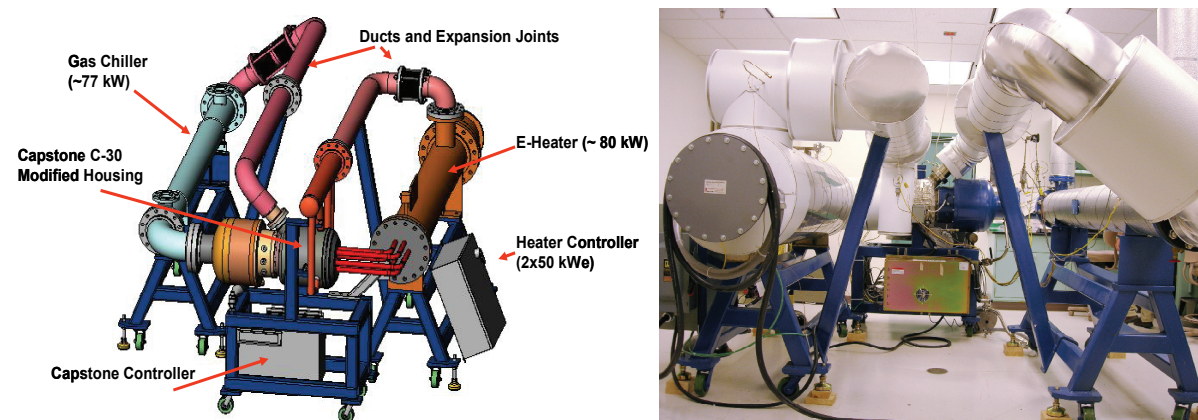 Ducts and Expansion Joints
Gas Chiller
(~77 kW)
E-Heater (~ 80 kW)
Capstone C-30
Modified Housing
Heater Controller
(2x50 kWe)
Capstone Controller